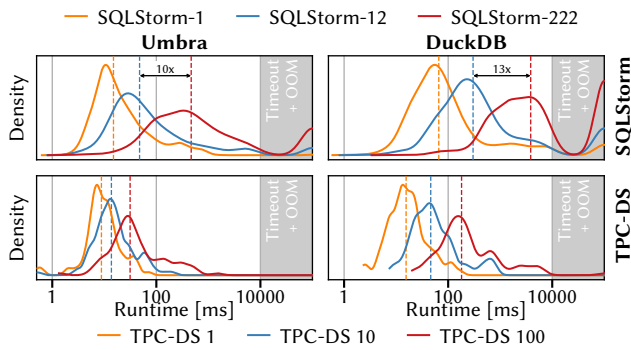 SQLStorm-1 SQLStorm-12 SQLStorm-222
Umbra DuckDB
Density 10x Timeout + OOM 13x Timeout + OOM SQLStorm
Density Timeout + OOM Timeout + OOM TPC-DS
1 100 10000 1 100 10000
Runtime [ms] Runtime [ms]
TPC-DS 1 TPC-DS 10 TPC-DS 100